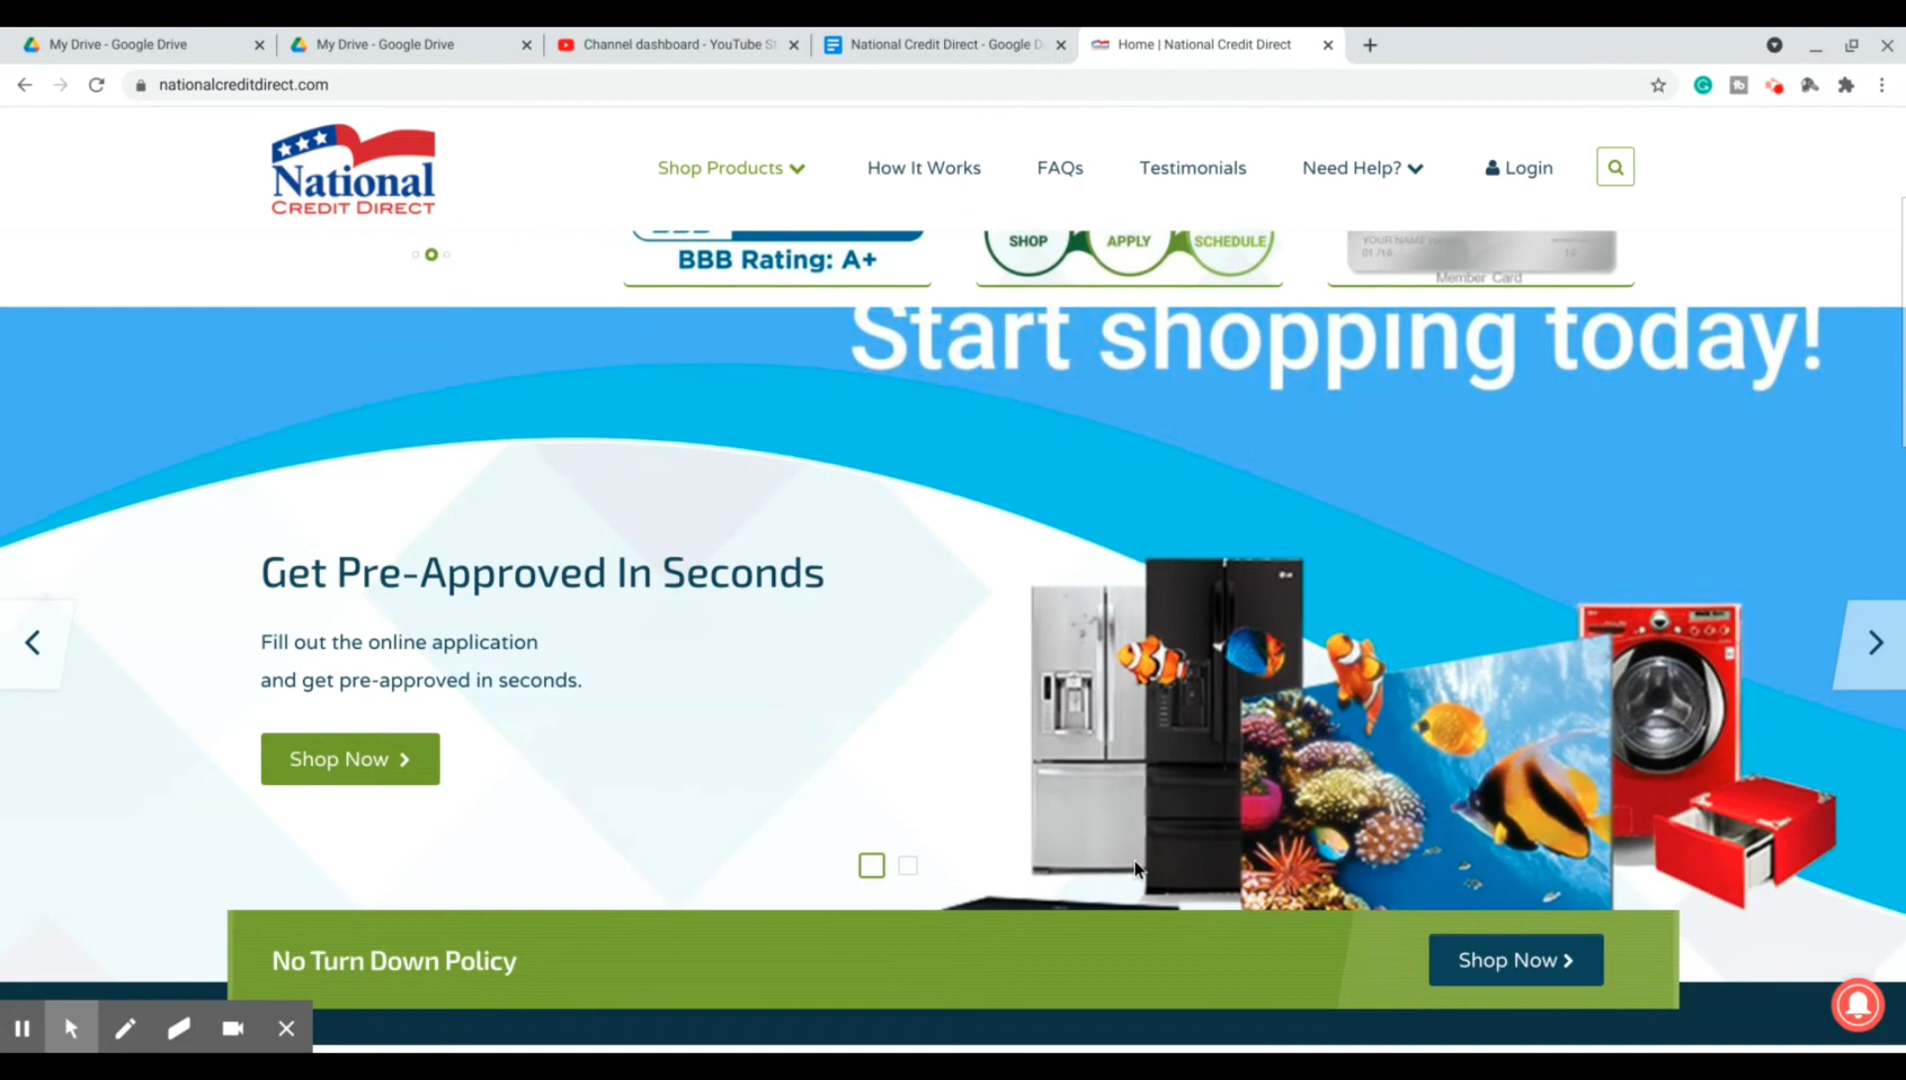 My Drive - Google Drive
My Drive - Google Drive
Channel dashboard - YouTube St
National Credit Direct - Google D
Home | National Credit Direct
nationalcreditdirect.com
National
CREDIT DIRECT
Shop Products
How It Works
FAQs
Testimonials
Need Help?
Login
BBB Rating: A+
SHOP
APPLY
SCHEDULE
YOUR NAME
01/16
Member Card
Start shopping today!
Get Pre-Approved In Seconds
Fill out the online application
and get pre-approved in seconds.
Shop Now
No Turn Down Policy
Shop Now